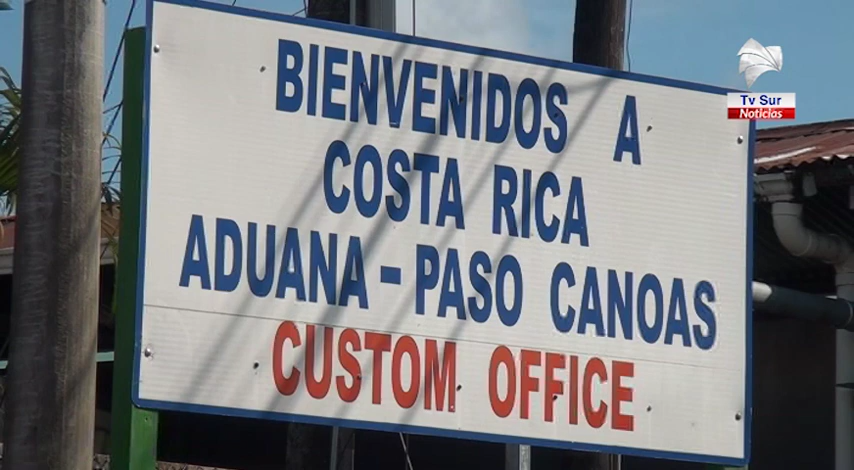 BIENVENIDOS A
COSTA RICA
ADUANA – PASO CANOAS
CUSTOM OFFICE
Tv Sur
Noticias